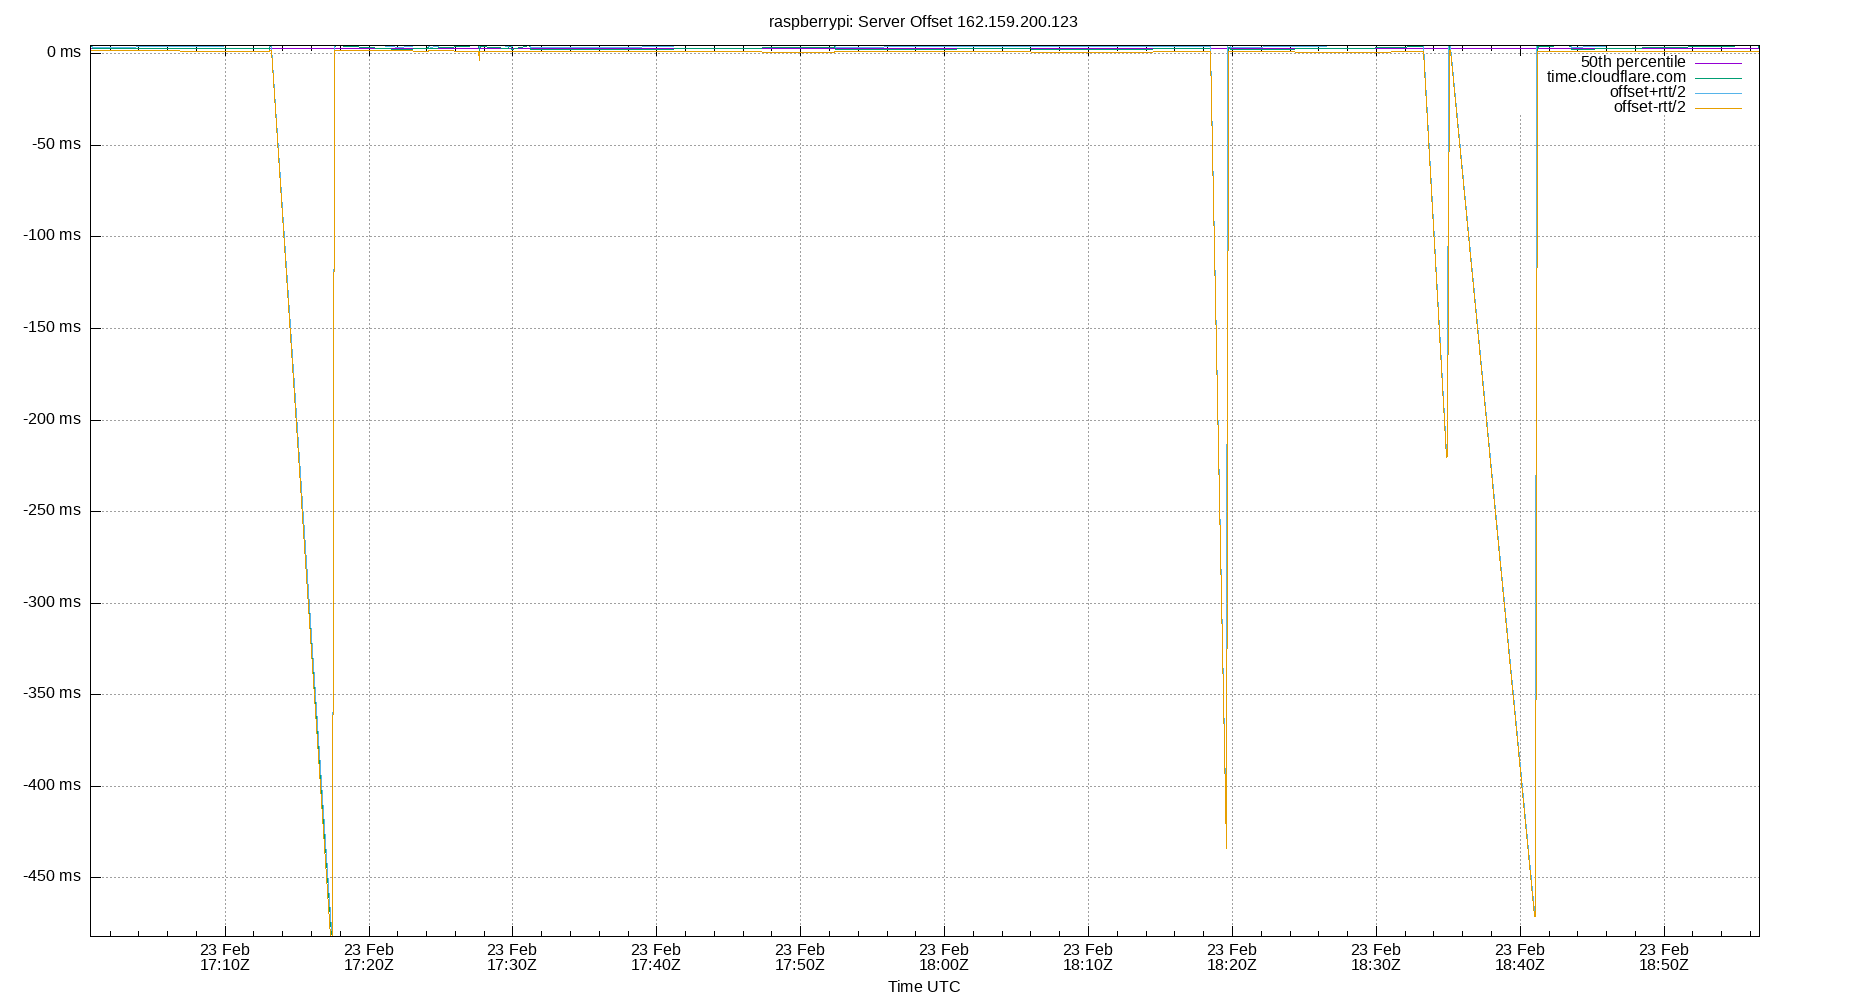 raspberrypi: Server Offset 162.159.200.123
0 ms
-50 ms
-100 ms
-150 ms
-200 ms
-250 ms
-300 ms
-350 ms
-400 ms
-450 ms
50th percentile
time.cloudflare.com
offset+rtt/2
offset-rtt/2
23 Feb 23 Feb 23 Feb 23 Feb 23 Feb 23 Feb 23 Feb 23 Feb 23 Feb 23 Feb 23 Feb
17:10Z 17:20Z 17:30Z 17:40Z 17:50Z 18:00Z 18:10Z 18:20Z 18:30Z 18:40Z 18:50Z
Time UTC